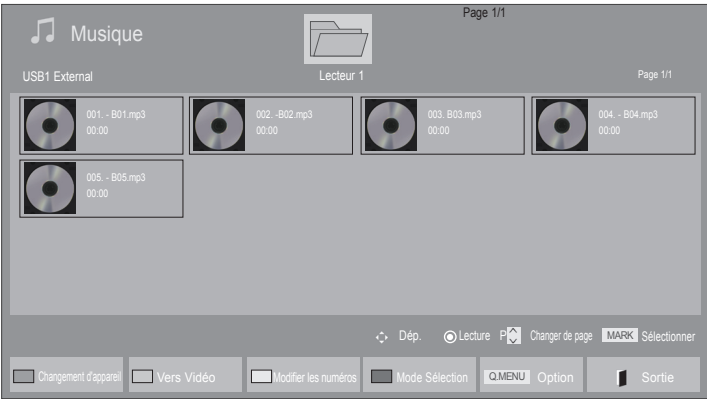 Page 1/1
Musique
USB1 External
Lecteur 1
Page 1/1
001. - B01.mp3
00:00
002. -B02.mp3
00:00
003. B03.mp3
00:00
004. - B04.mp3
00:00
005. - B05.mp3
00:00
Dép. Lecture P Changer de page MARK Sélectionner
Changement d'appareil Vers Vidéo Modifier les numéros Mode Sélection Q.MENU Option Sortie